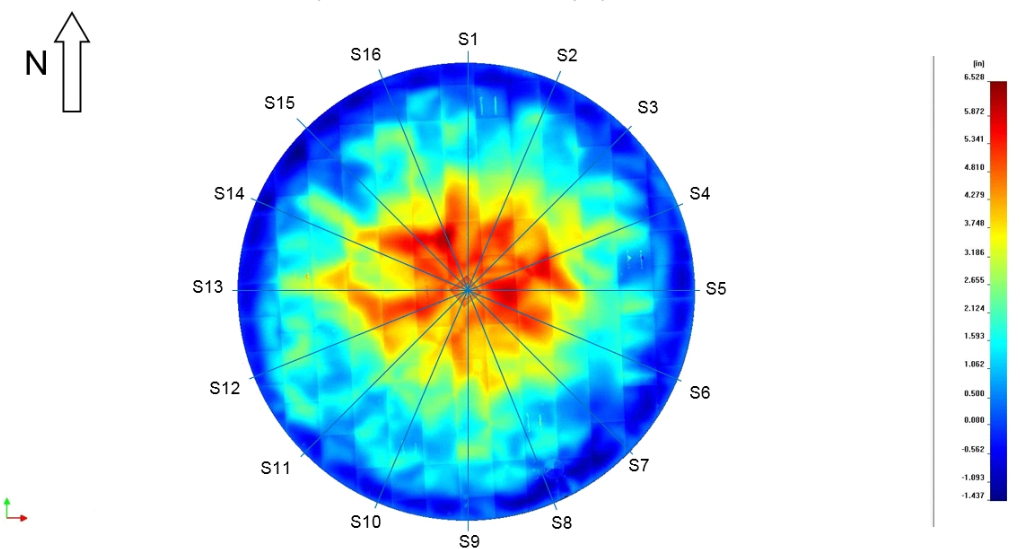 N
S1
S2
S3
S4
S5
S6
S7
S8
S9
S10
S11
S12
S13
S14
S15
S16
(in)
6.528
5.872
5.341
4.810
4.279
3.748
3.186
2.655
2.124
1.593
1.062
0.500
0.000
-0.562
-1.093
-1.437